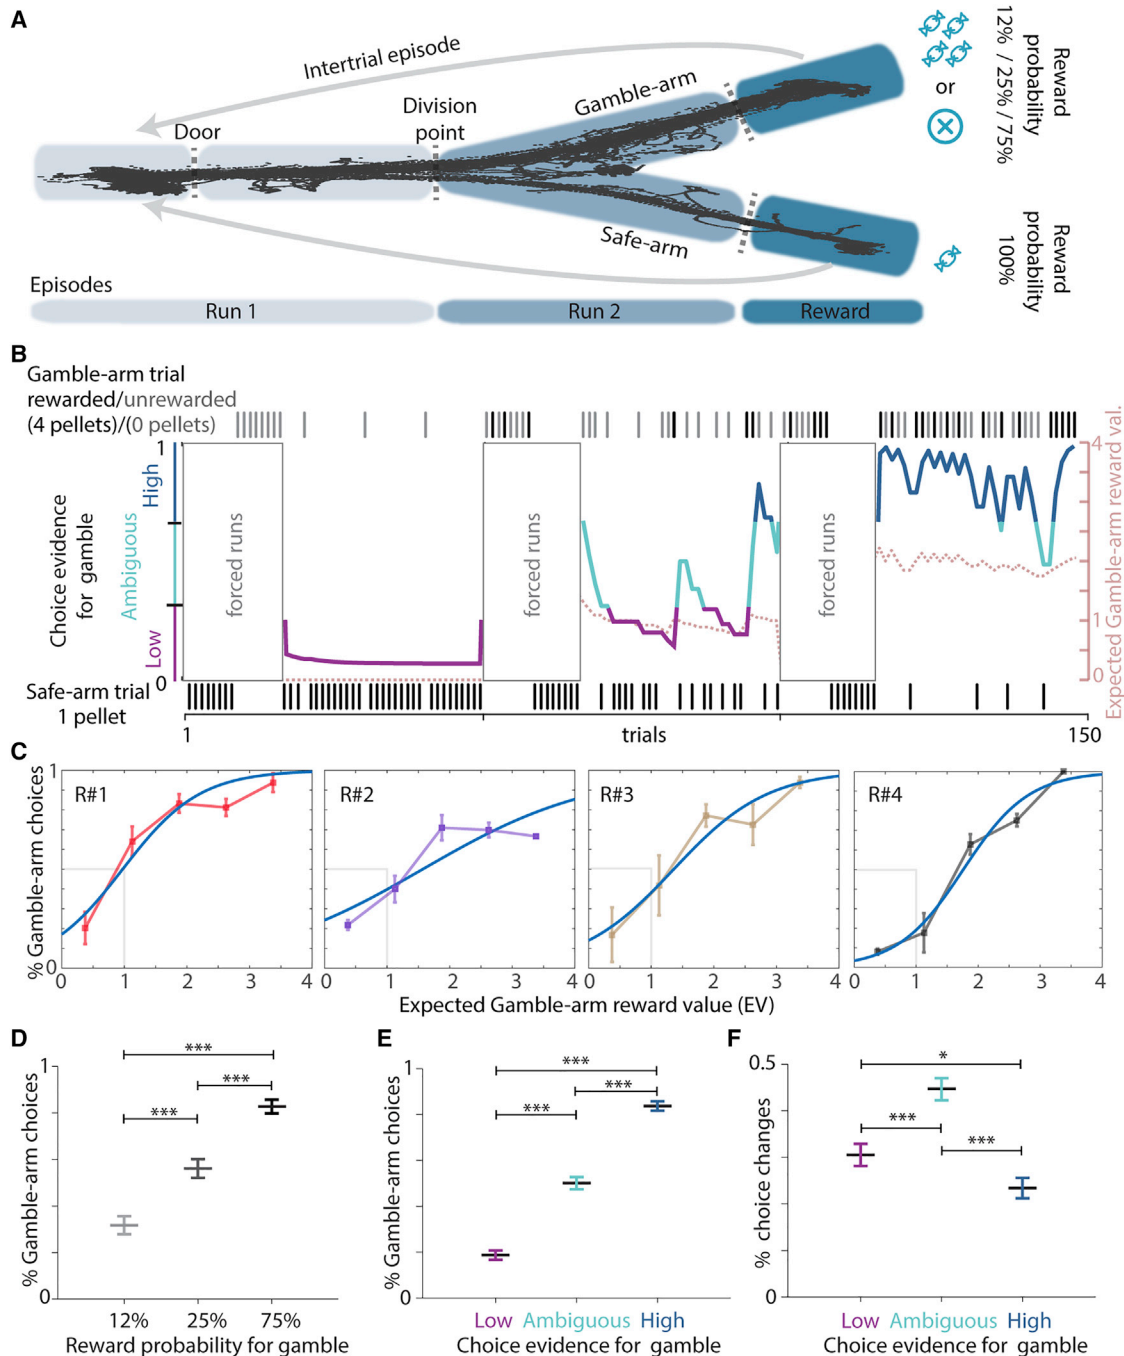 A
Intertrial episode
Door
Division
point
Gamble-arm
Safe-arm
or
12% / 25% / 75%
Reward
probability
Reward
probability
100%
Episodes
Run 1
Run 2
Reward
B
Gamble-arm trial
rewarded/unrewarded
(4 pellets)/(0 pellets)
1
High
Ambiguous
Low
0
Choice evidence
for gamble
forced runs
forced runs
forced runs
4
1
0
Expected Gamble-arm reward val.
Safe-arm trial
1 pellet
1
trials
150
C
% Gamble-arm choices
1
0
R#1
R#2
R#3
R#4
0 1 2 3 4
0 1 2 3 4
0 1 2 3 4
0 1 2 3 4
Expected Gamble-arm reward value (EV)
D
% Gamble-arm choices
1
0
***
***
***
12% 25% 75%
Reward probability for gamble
E
% Gamble-arm choices
1
0
***
***
***
Low Ambiguous High
Choice evidence for gamble
F
% choice changes
0.5
0
*
***
***
Low Ambiguous High
Choice evidence for gamble